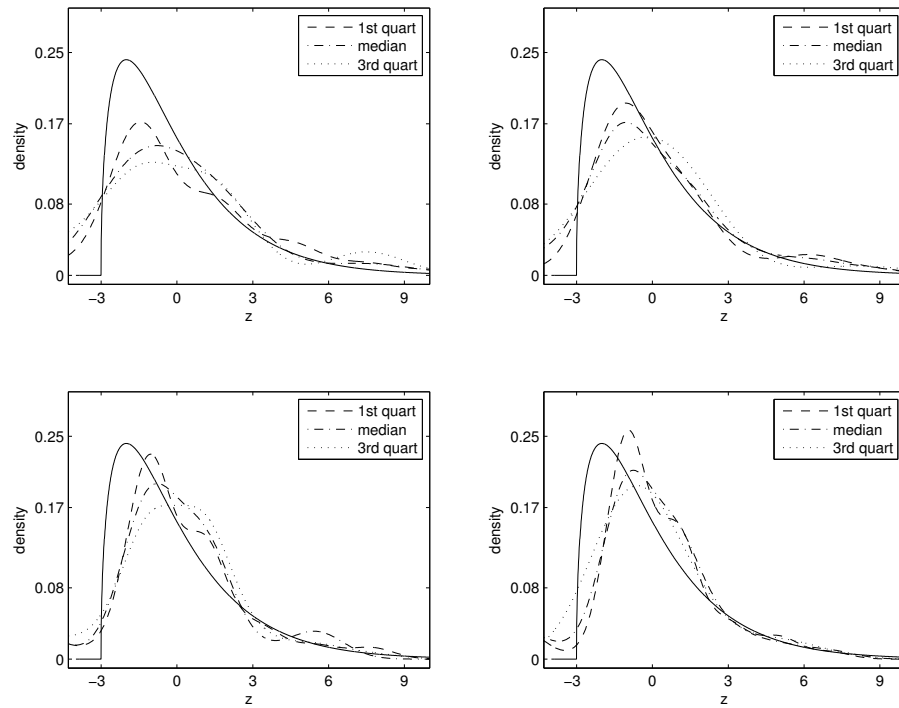 1st quart
median
3rd quart
0.25
0.17
0.08
0
density
−3 0 3 6 9
z
1st quart
median
3rd quart
0.25
0.17
0.08
0
density
−3 0 3 6 9
z
1st quart
median
3rd quart
0.25
0.17
0.08
0
density
−3 0 3 6 9
z
1st quart
median
3rd quart
0.25
0.17
0.08
0
density
−3 0 3 6 9
z